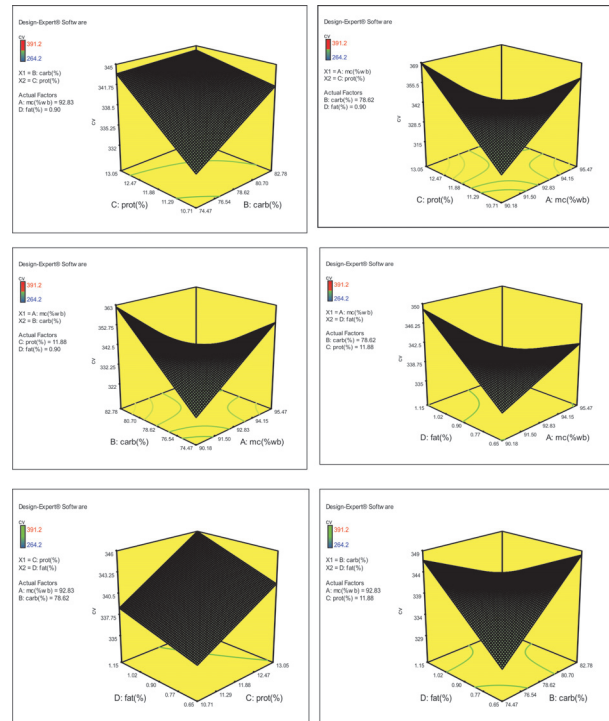 Design-Expert® Softw are
cv
391.2
264.2
X1 = B: carb(%)
X2 = C: prot(%)
Actual Factors
A: mc(%w b) = 92.83
D: fat(%) = 0.90
345
341.75
338.5
335.25
332
cv
13.05
12.47
11.88
11.29
10.71
74.47
76.54
78.62
80.70
82.78
C: prot(%)
B: carb(%)
Design-Expert® Softw are
cv
391.2
264.2
X1 = A: mc(%w b)
X2 = C: prot(%)
Actual Factors
B: carb(%) = 78.62
D: fat(%) = 0.90
369
355.5
342
328.5
315
cv
13.05
12.47
11.88
11.29
10.71
90.18
91.50
92.83
94.15
95.47
C: prot(%)
A: mc(%wb)
Design-Expert® Softw are
cv
391.2
264.2
X1 = A: mc(%w b)
X2 = B: carb(%)
Actual Factors
C: prot(%) = 11.88
D: fat(%) = 0.90
363
352.75
342.5
332.25
322
cv
82.78
80.70
78.62
76.54
74.47
90.18
91.50
92.83
94.15
95.47
B: carb(%)
A: mc(%wb)
Design-Expert® Softw are
cv
391.2
264.2
X1 = A: mc(%w b)
X2 = D: fat(%)
Actual Factors
B: carb(%) = 78.62
C: prot(%) = 11.88
350
346.25
342.5
338.75
335
cv
1.15
1.02
0.90
0.77
0.65
90.18
91.50
92.83
94.15
95.47
D: fat(%)
A: mc(%wb)
Design-Expert® Softw are
cv
391.2
264.2
X1 = C: prot(%)
X2 = D: fat(%)
Actual Factors
A: mc(%w b) = 92.83
B: carb(%) = 78.62
346
343.25
340.5
337.75
335
cv
1.15
1.02
0.90
0.77
0.65
10.71
11.29
11.88
12.47
13.05
D: fat(%)
C: prot(%)
Design-Expert® Softw are
cv
391.2
264.2
X1 = B: carb(%)
X2 = D: fat(%)
Actual Factors
A: mc(%w b) = 92.83
C: prot(%) = 11.88
349
344
339
334
329
cv
1.15
1.02
0.90
0.77
0.65
74.47
76.54
78.62
80.70
82.78
D: fat(%)
B: carb(%)